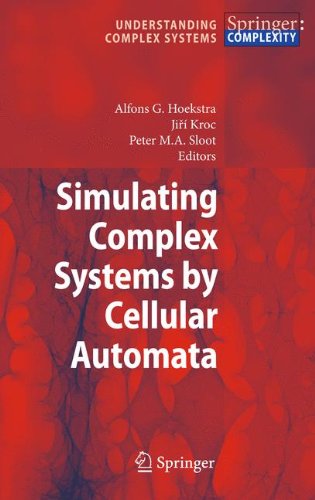 UNDERSTANDING
COMPLEX SYSTEMS
Springer:
COMPLEXITY
Alfons G. Hoekstra
Jiří Kroc
Peter M.A. Sloot
Editors
Simulating
Complex
Systems by
Cellular
Automata
Springer